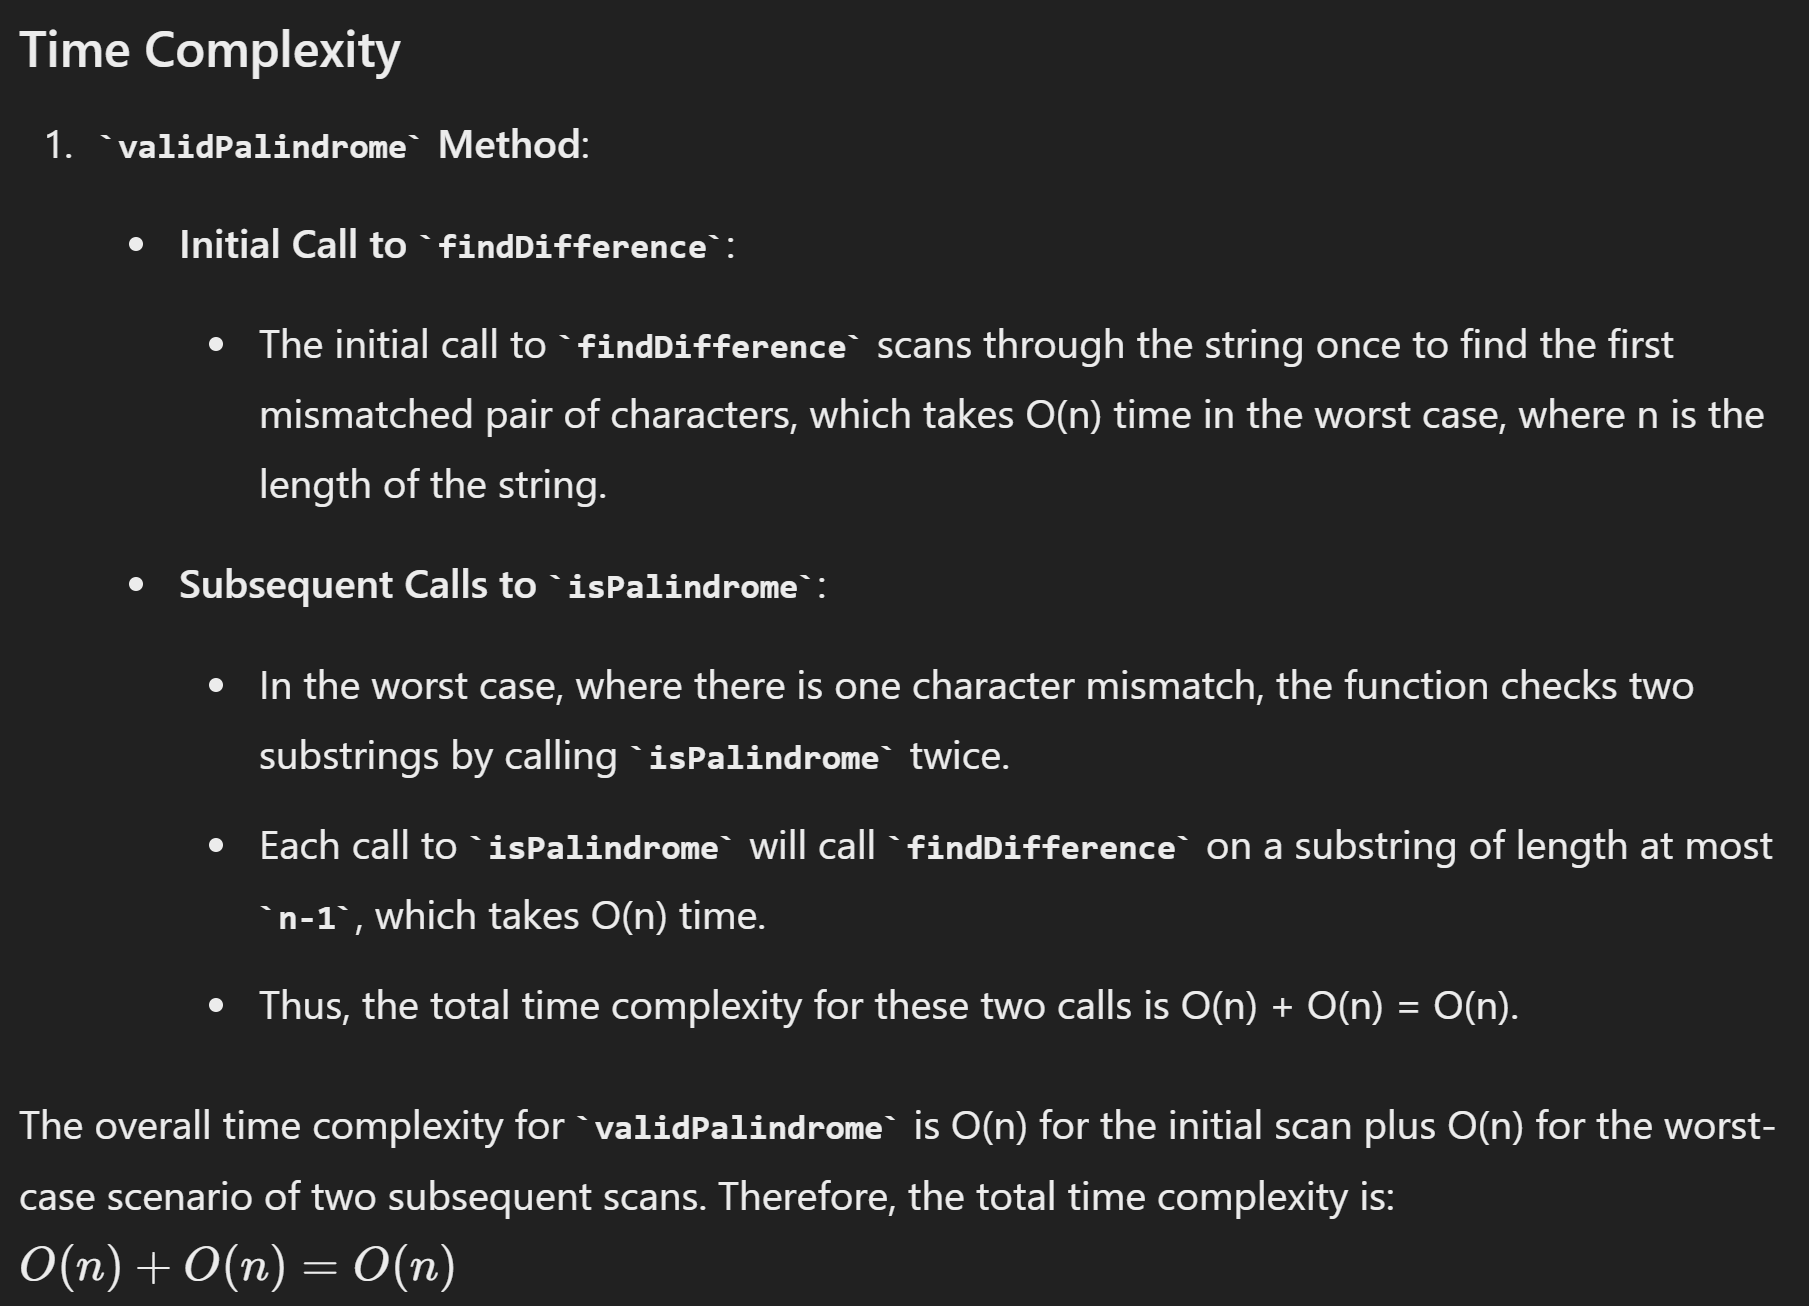 Time Complexity
1. `validPalindrome` Method:
• Initial Call to `findDifference`:
• The initial call to `findDifference` scans through the string once to find the first
mismatched pair of characters, which takes O(n) time in the worst case, where n is the
length of the string.
• Subsequent Calls to `isPalindrome`:
• In the worst case, where there is one character mismatch, the function checks two
substrings by calling `isPalindrome` twice.
• Each call to `isPalindrome` will call `findDifference` on a substring of length at most
`n-1`, which takes O(n) time.
• Thus, the total time complexity for these two calls is O(n) + O(n) = O(n).
The overall time complexity for `validPalindrome` is O(n) for the initial scan plus O(n) for the worst-
case scenario of two subsequent scans. Therefore, the total time complexity is:
O(n) + O(n) = O(n)